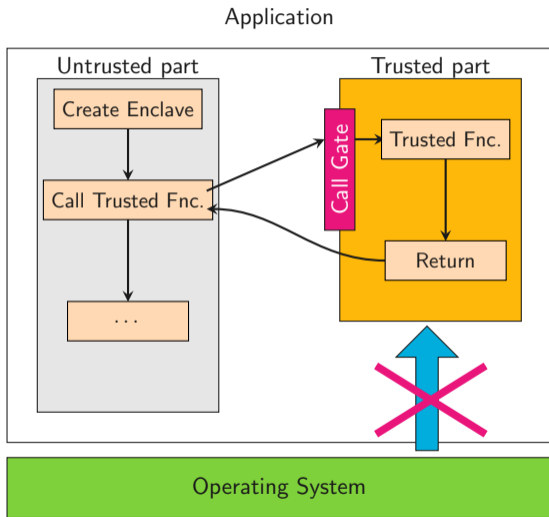 Application
Untrusted part
Trusted part
Create Enclave
Call Trusted Fnc.
...
Call Gate
Trusted Fnc.
Return
Operating System